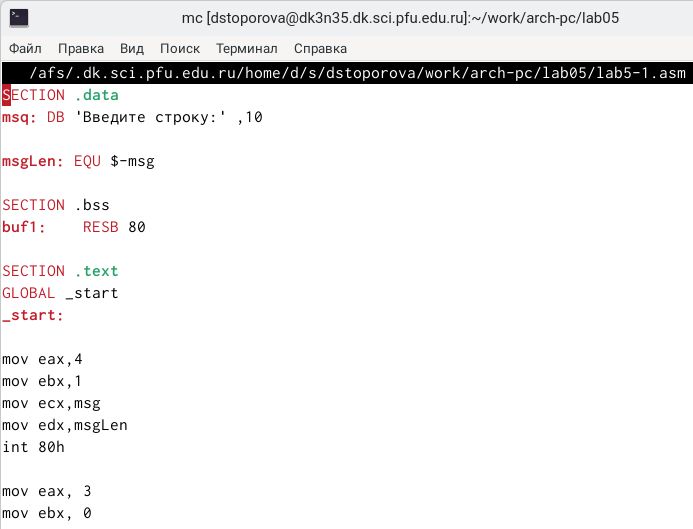 mc [dstoporova@dk3n35.dk.sci.pfu.edu.ru]:~/work/arch-pc/lab05
Файл Правка Вид Поиск Терминал Справка
/afs/.dk.sci.pfu.edu.ru/home/d/s/dstoporova/work/arch-pc/lab05/lab5-1.asm
SECTION .data
msq: DB 'Введите строку:' ,10
msgLen: EQU $-msg
SECTION .bss
buf1: RESB 80
SECTION .text
GLOBAL _start
_start:
mov eax,4
mov ebx,1
mov ecx,msg
mov edx,msgLen
int 80h
mov eax, 3
mov ebx, 0